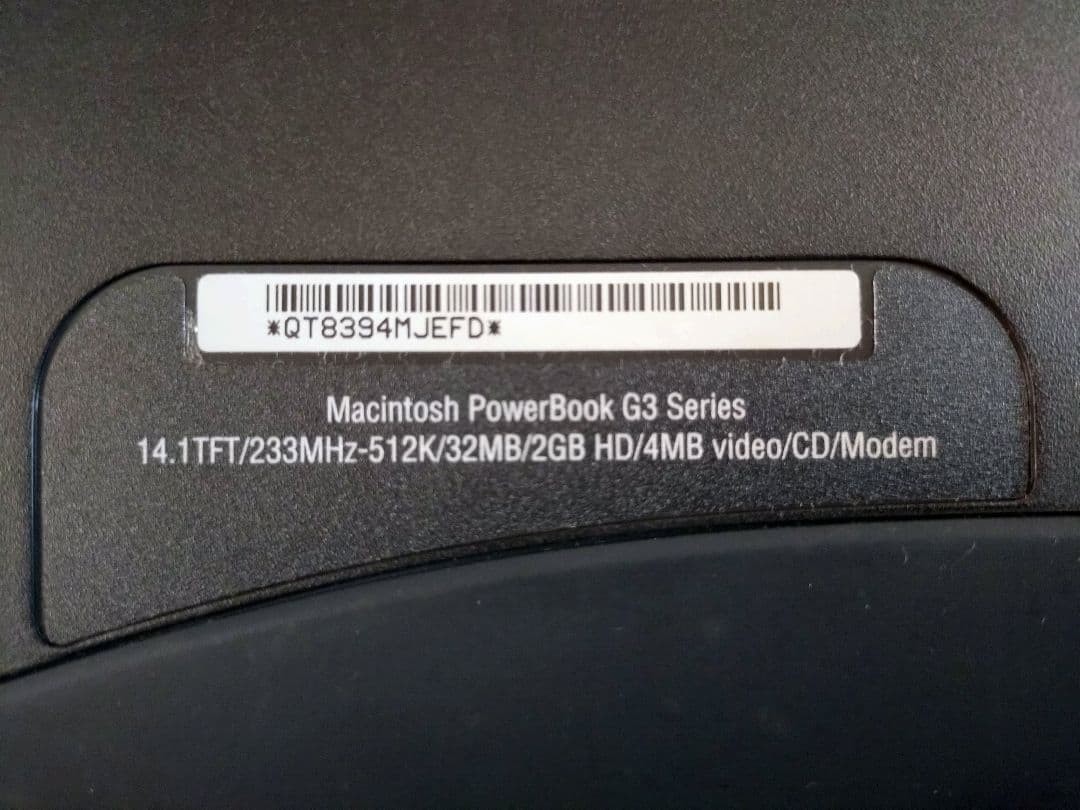 *QT8394MJEFD*
Macintosh PowerBook G3 Series
14.1TFT/233MHz-512K/32MB/2GB HD/4MB video/CD/Modem